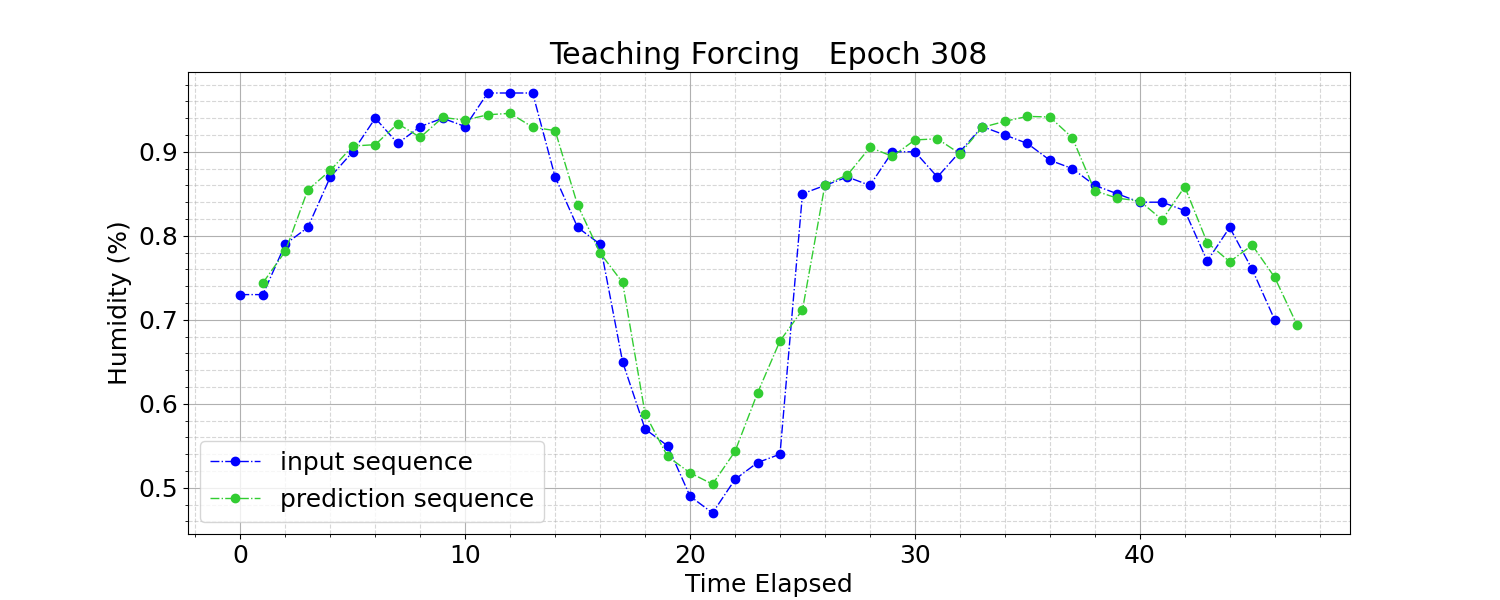 Teaching Forcing   Epoch 308
Humidity (%)
0.9
0.8
0.7
0.6
0.5
input sequence
prediction sequence
0 10 20 30 40
Time Elapsed